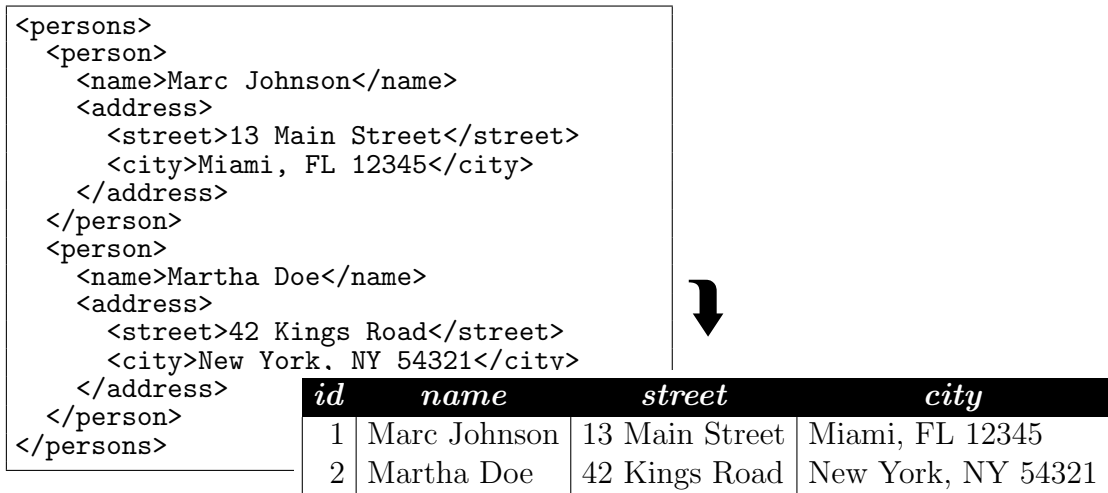 <persons>
  <person>
    <name>Marc Johnson</name>
    <address>
      <street>13 Main Street</street>
      <city>Miami, FL 12345</city>
    </address>
  </person>
  <person>
    <name>Martha Doe</name>
    <address>
      <street>42 Kings Road</street>
      <city>New York, NY 54321</city>
    </address>
  </person>
</persons>
id name street city
1 Marc Johnson 13 Main Street Miami, FL 12345
2 Martha Doe 42 Kings Road New York, NY 54321